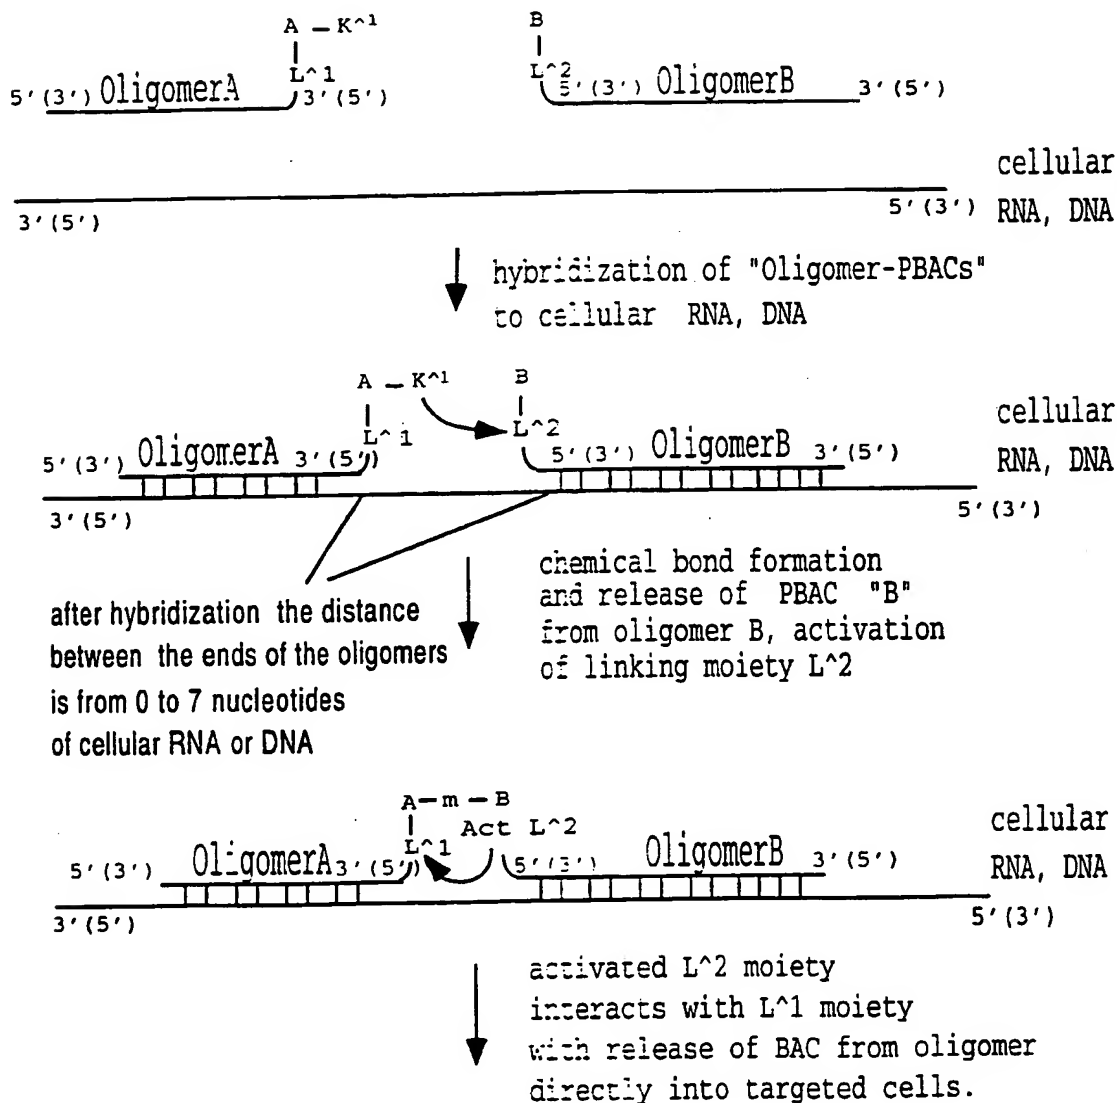 A – K^1
B
L^1
L^2
5'(3') OligomerA 3'(5')
5'(3') OligomerB 3'(5')
cellular
RNA, DNA
3'(5')
5'(3')
hybridization of "Oligomer-PBACs"
to cellular RNA, DNA
A – K^1
B
L^1
L^2
5'(3') OligomerA 3'(5')
5'(3') OligomerB 3'(5')
cellular
RNA, DNA
3'(5')
5'(3')
after hybridization the distance
between the ends of the oligomers
is from 0 to 7 nucleotides
of cellular RNA or DNA
chemical bond formation
and release of PBAC "B"
from oligomer B, activation
of linking moiety L^2
A–m–B
L^1
Act L^2
5'(3') OligomerA 3'(5')
5'(3') OligomerB 3'(5')
cellular
RNA, DNA
3'(5')
5'(3')
activated L^2 moiety
interacts with L^1 moiety
with release of BAC from oligomer
directly into targeted cells.